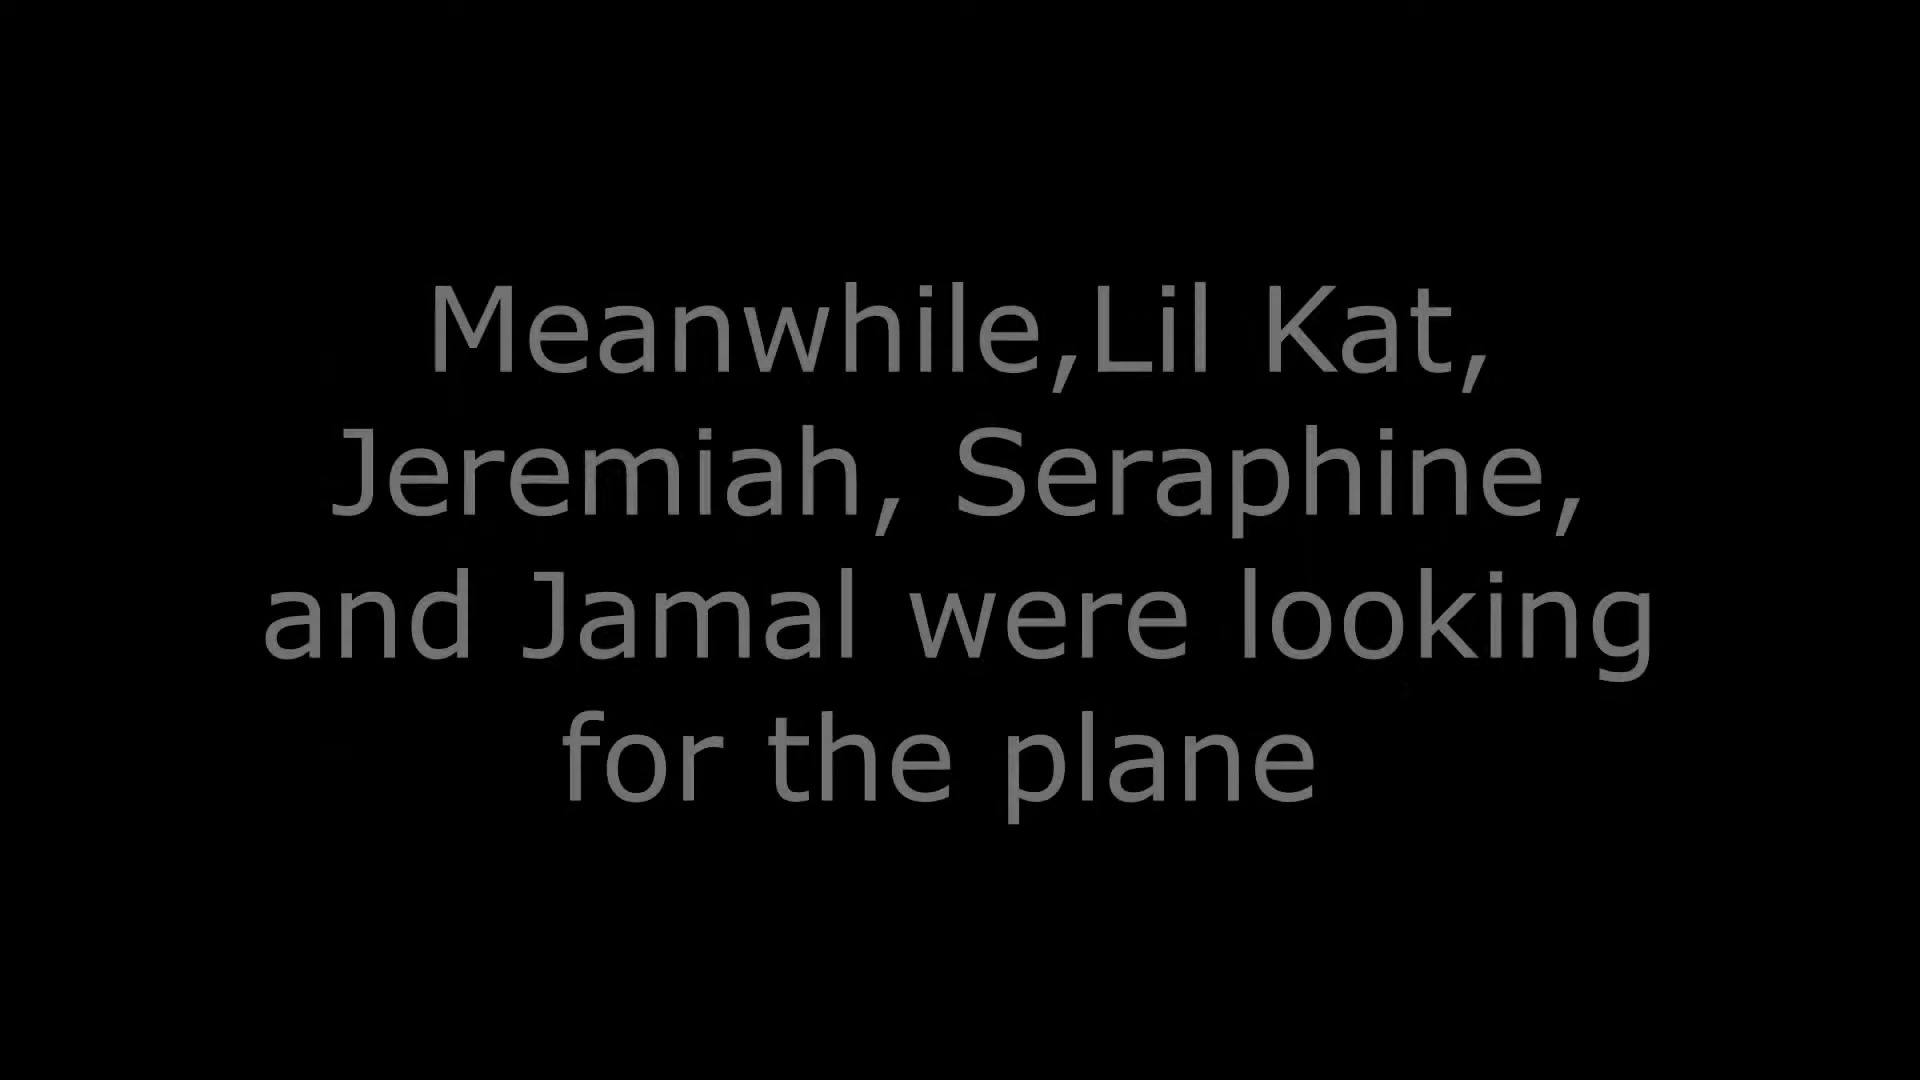 Meanwhile,Lil Kat,
Jeremiah, Seraphine,
and Jamal were looking
for the plane